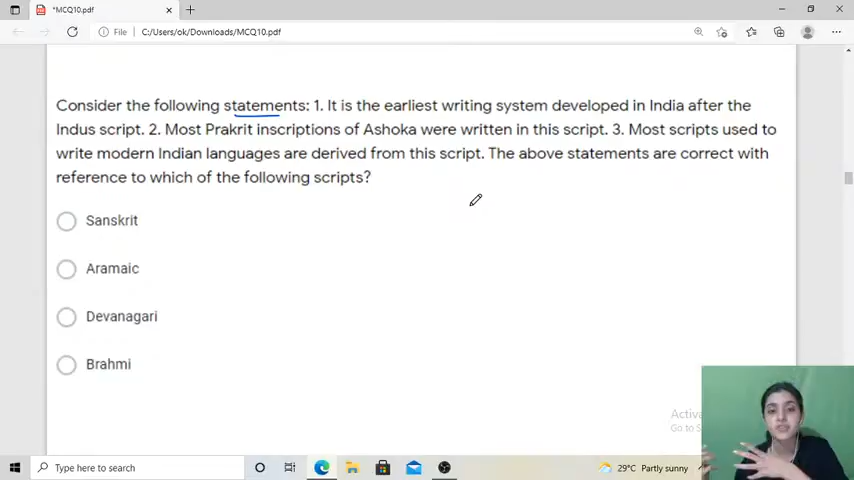 *MCQ10.pdf
File
C:/Users/ok/Downloads/MCQ10.pdf
Consider the following statements: 1. It is the earliest writing system developed in India after the
Indus script. 2. Most Prakrit inscriptions of Ashoka were written in this script. 3. Most scripts used to
write modern Indian languages are derived from this script. The above statements are correct with
reference to which of the following scripts?
Sanskrit
Aramaic
Devanagari
Brahmi
Activa
Go to S
Type here to search
29°C Partly sunny